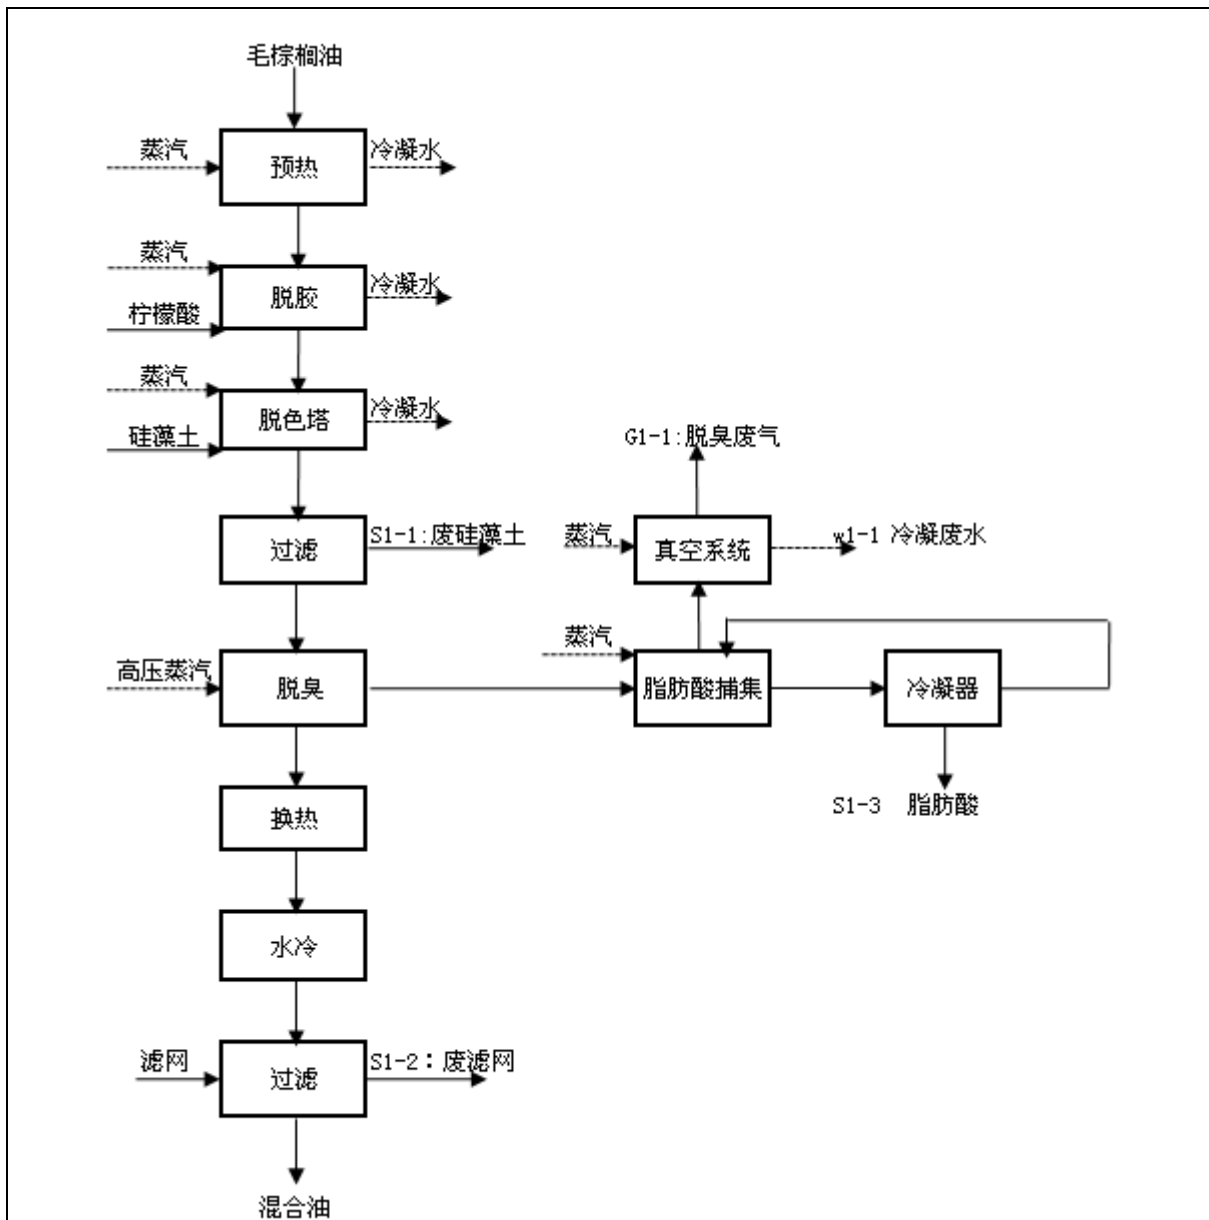 毛棕榈油
蒸汽
冷凝水
预热
蒸汽
冷凝水
脱胶
柠檬酸
蒸汽
冷凝水
脱色塔
硅藻土
G1-1:脱臭废气
S1-1:废硅藻土
过滤
蒸汽
真空系统
w1-1 冷凝废水
蒸汽
高压蒸汽
脱臭
脂肪酸捕集
冷凝器
换热
S1-3 脂肪酸
水冷
滤网
S1-2：废滤网
过滤
混合油